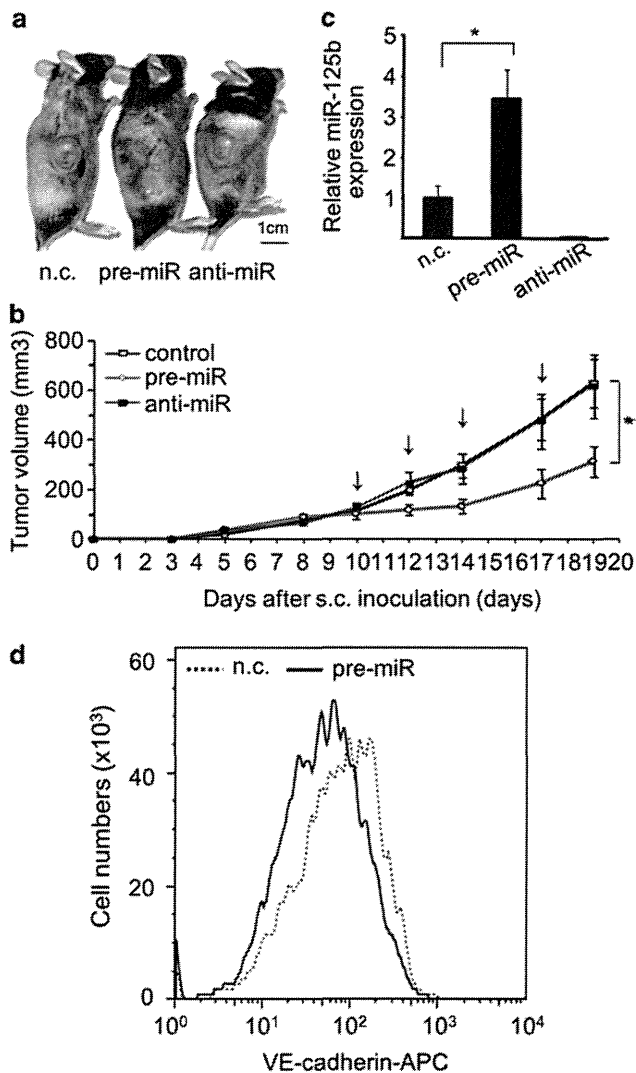 a
1cm
n.c. pre-miR anti-miR
c
*
5
4
3
2
1
Relative miR-125b
expression
n.c.
pre-miR
anti-miR
b
800
600
400
200
0
Tumor volume (mm3)
control
pre-miR
anti-miR
*
0 1 2 3 4 5 6 7 8 9 10 11 12 13 14 15 16 17 18 19 20
Days after s.c. inoculation (days)
d
60
40
20
0
Cell numbers (x10³)
n.c. pre-miR
10⁰ 10¹ 10² 10³ 10⁴
VE-cadherin-APC